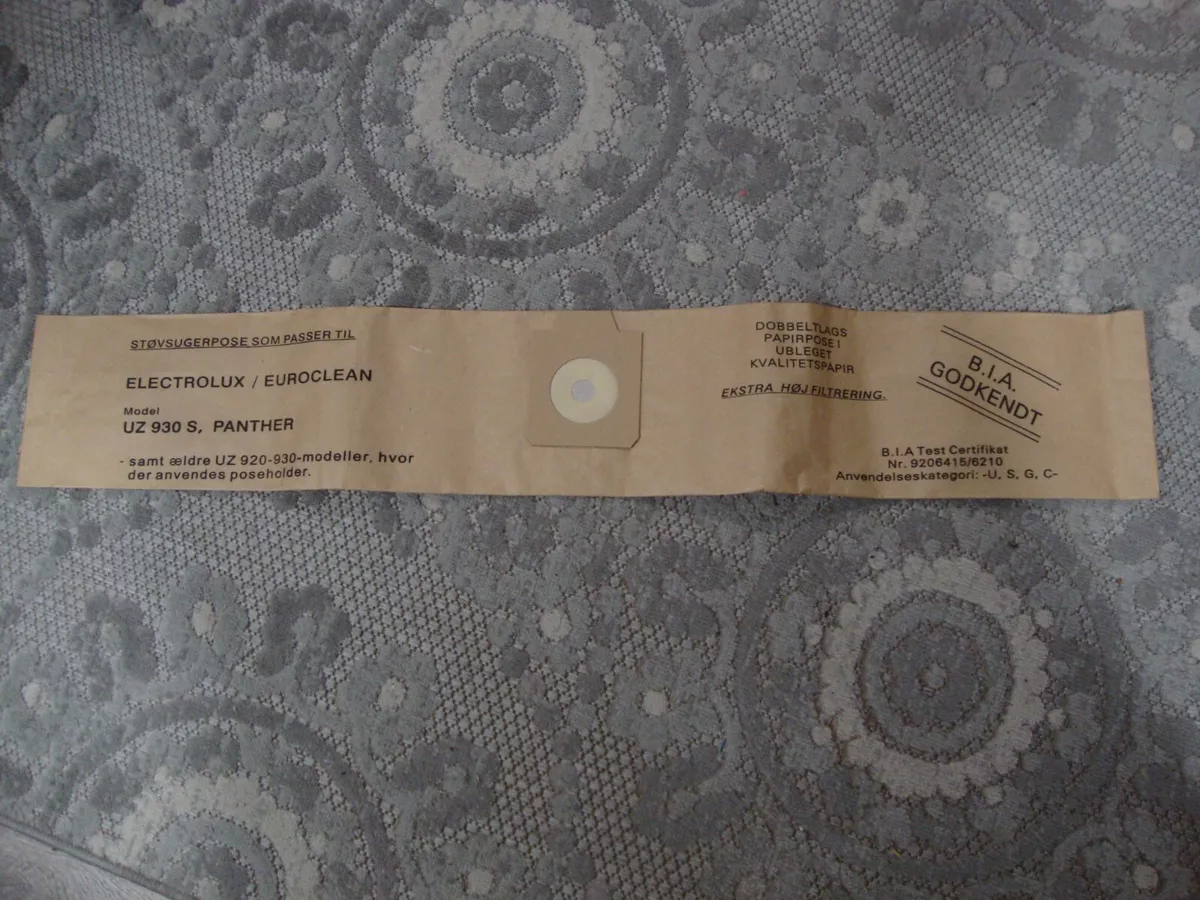 STØVSUGERPOSE SOM PASSER TIL
ELECTROLUX / EUROCLEAN
Model
UZ 930 S, PANTHER
- samt ældre UZ 920-930-modeller, hvor
der anvendes poseholder.
DOBBELTLAGS
PAPIRPOSE I
UBLEGET
KVALITETSPAPIR
EKSTRA HØJ FILTRERING.
B.I.A.
GODKENDT
B.I.A Test Certifikat
Nr. 9206415/6210
Anvendelseskategori: -U, S, G, C-